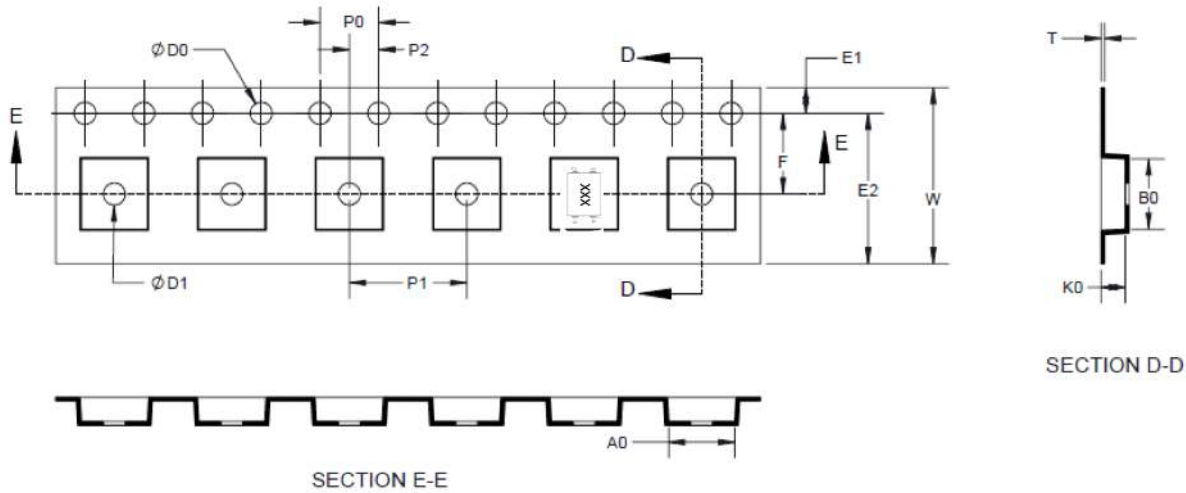 P0
ØD0
P2
D
E1
T
E
E
F
E2
W
XXX
B0
ØD1
P1
D
K0
SECTION D-D
A0
SECTION E-E